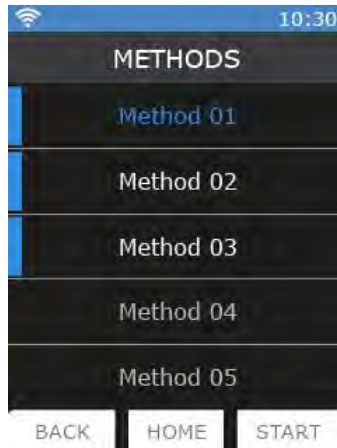 10:30
METHODS
Method 01
Method 02
Method 03
Method 04
Method 05
BACK HOME START